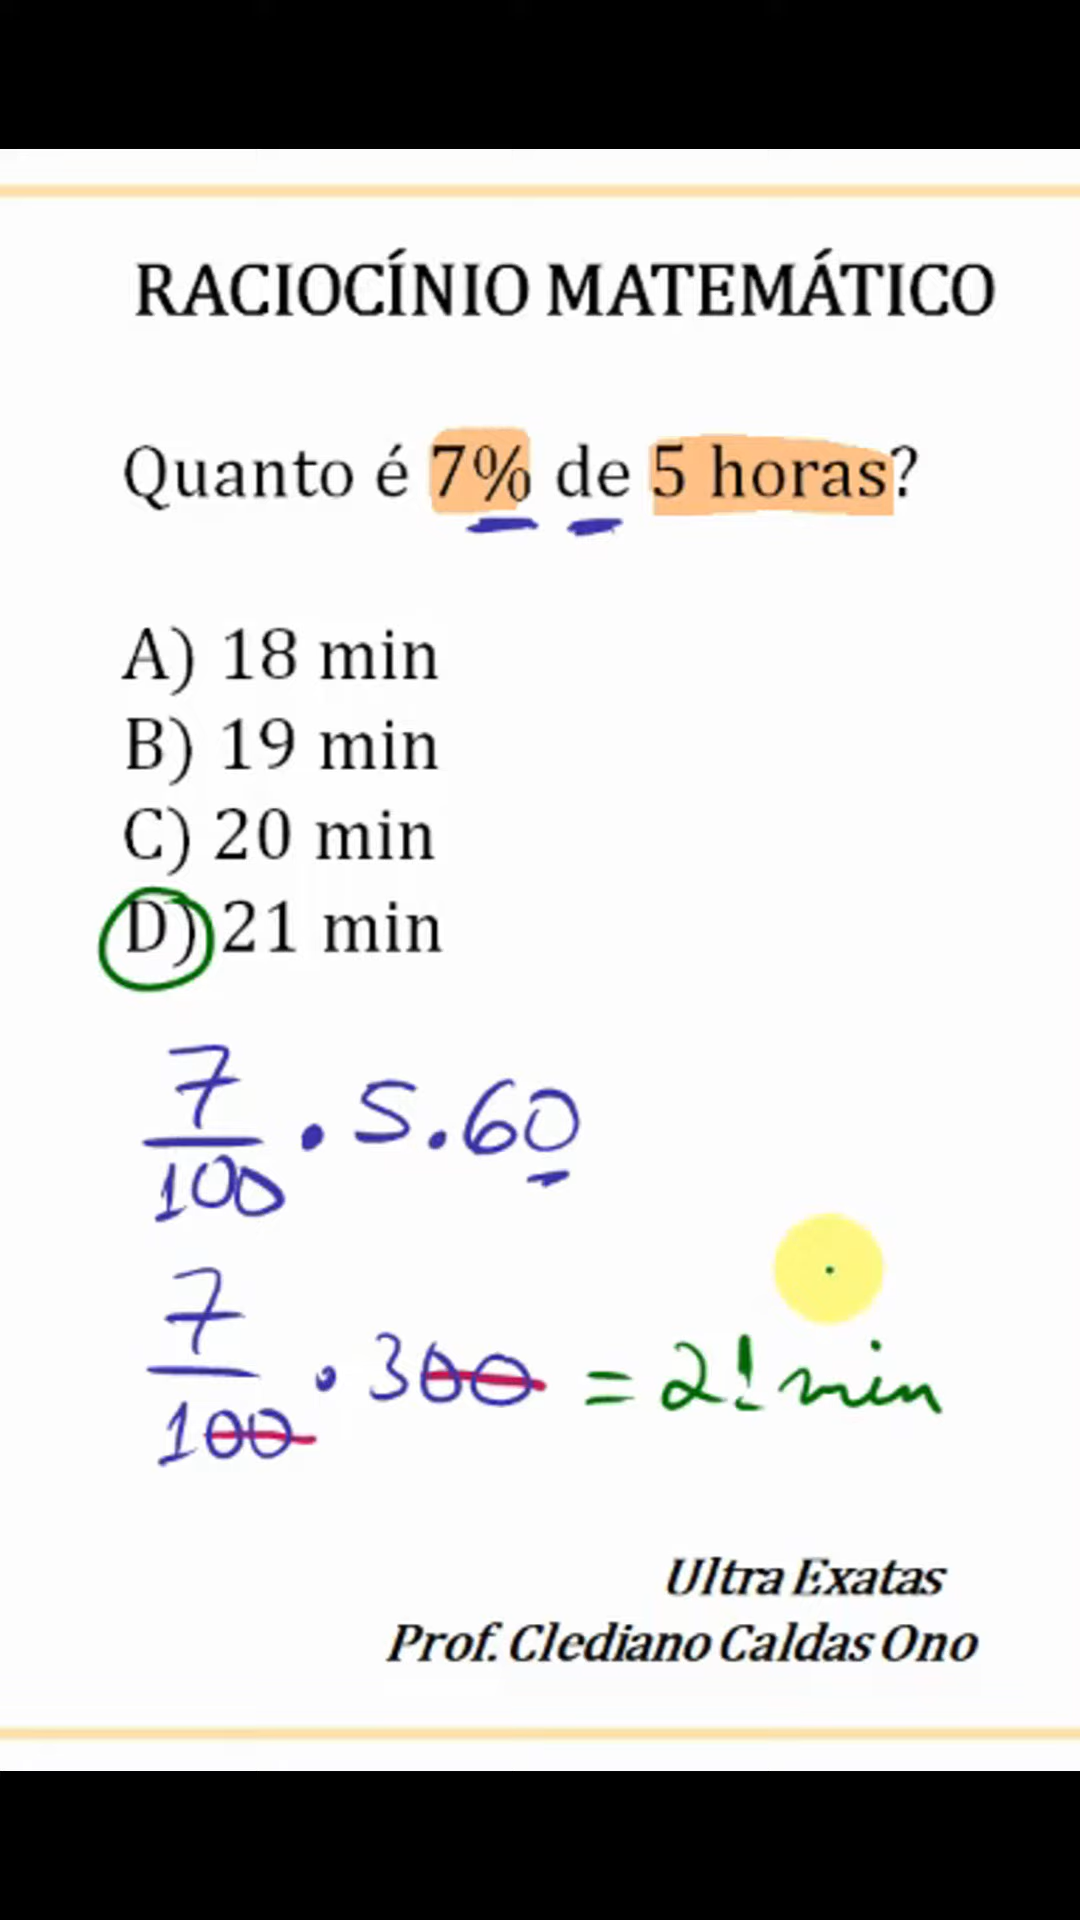 RACIOCÍNIO MATEMÁTICO
Quanto é 7% de 5 horas?
A) 18 min
B) 19 min
C) 20 min
D) 21 min
7/100 . 5 . 60
7/100 . 300 = 21 min
Ultra Exatas
Prof. Clediano Caldas Ono